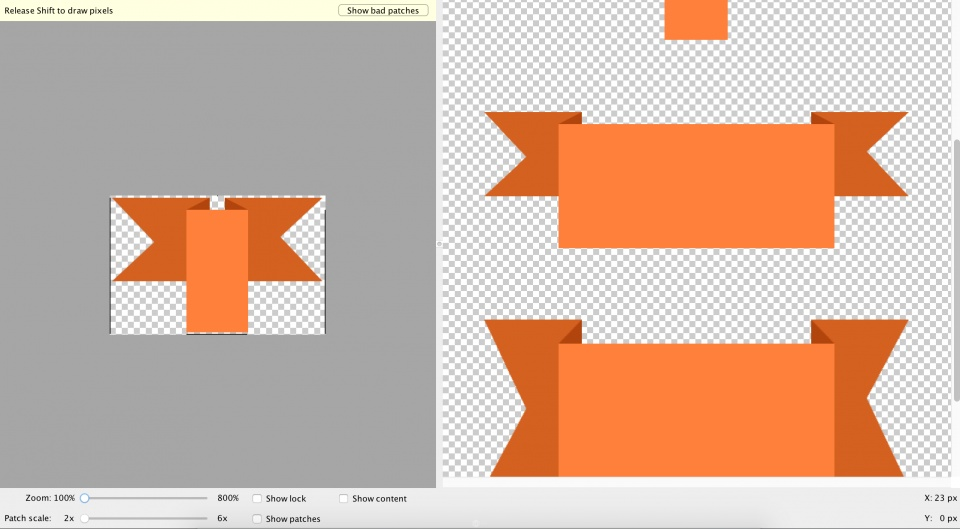 Release Shift to draw pixels
Show bad patches
Zoom: 100% 800% Show lock Show content X: 23 px
Patch scale: 2x 6x Show patches Y: 0 px